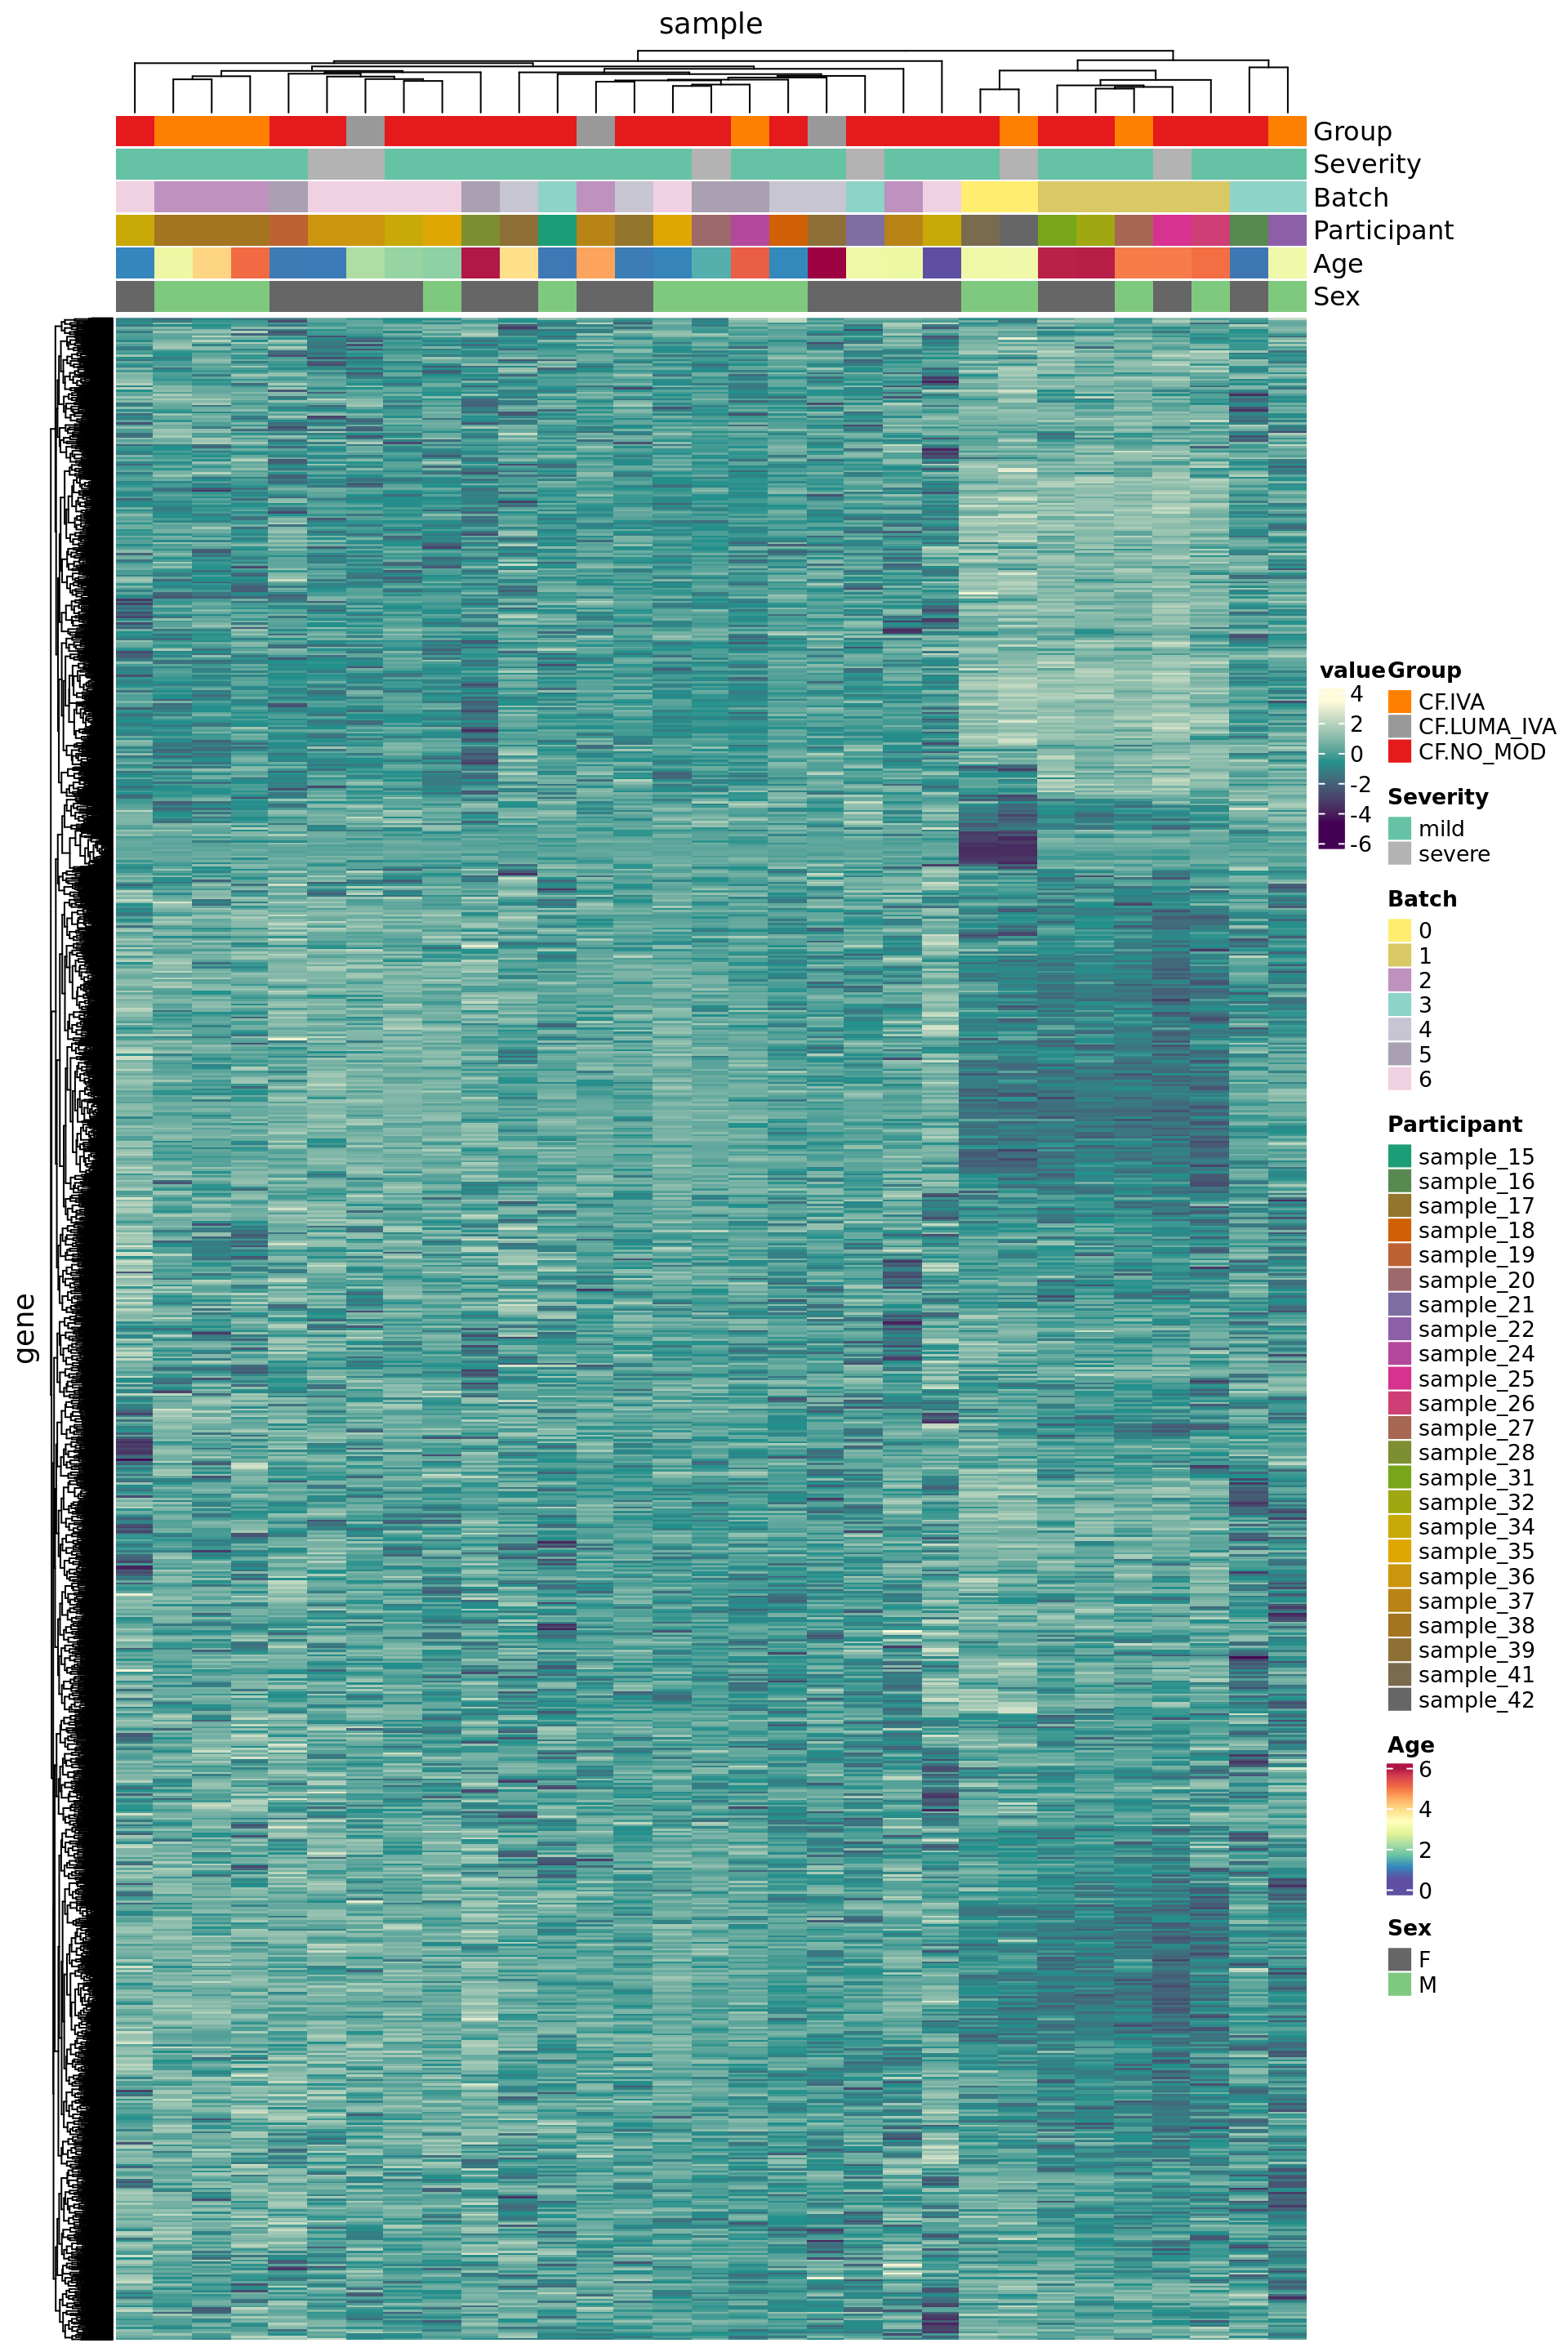 sample
Group
Severity
Batch
Participant
Age
Sex
gene
value
4
2
0
-2
-4
-6
Group
CF.IVA
CF.LUMA_IVA
CF.NO_MOD
Severity
mild
severe
Batch
0
1
2
3
4
5
6
Participant
sample_15
sample_16
sample_17
sample_18
sample_19
sample_20
sample_21
sample_22
sample_24
sample_25
sample_26
sample_27
sample_28
sample_31
sample_32
sample_34
sample_35
sample_36
sample_37
sample_38
sample_39
sample_41
sample_42
Age
6
4
2
0
Sex
F
M